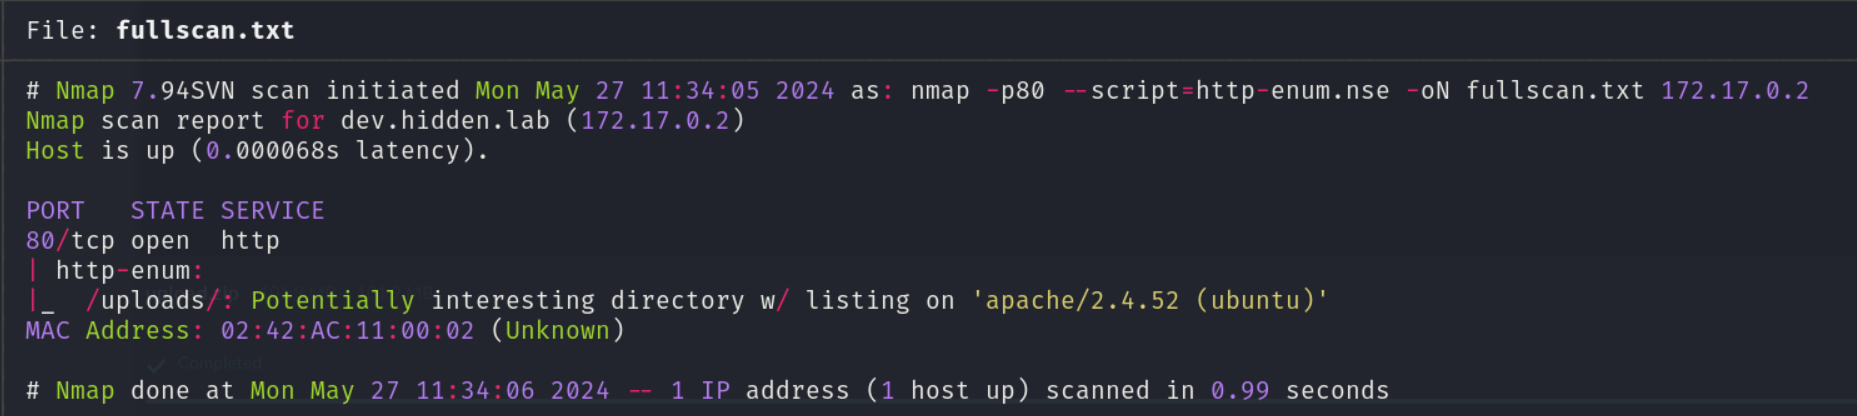 File: fullscan.txt
# Nmap 7.94SVN scan initiated Mon May 27 11:34:05 2024 as: nmap -p80 --script=http-enum.nse -oN fullscan.txt 172.17.0.2
Nmap scan report for dev.hidden.lab (172.17.0.2)
Host is up (0.000068s latency).
PORT   STATE SERVICE
80/tcp open  http
| http-enum:
|_  /uploads/: Potentially interesting directory w/ listing on 'apache/2.4.52 (ubuntu)'
MAC Address: 02:42:AC:11:00:02 (Unknown)
Completed
# Nmap done at Mon May 27 11:34:06 2024 -- 1 IP address (1 host up) scanned in 0.99 seconds